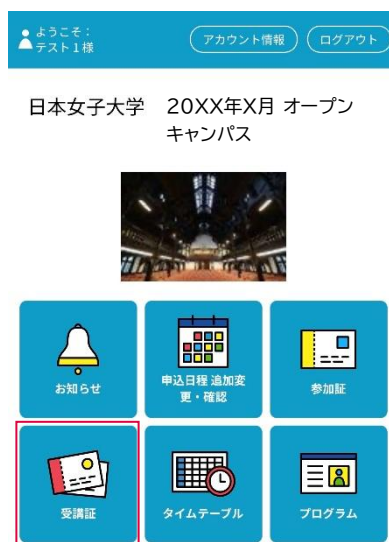 ようこそ：
テスト1様
アカウント情報
ログアウト
日本女子大学　20XX年X月 オープン
キャンパス
お知らせ
申込日程 追加変
更・確認
参加証
受講証
タイムテーブル
プログラム